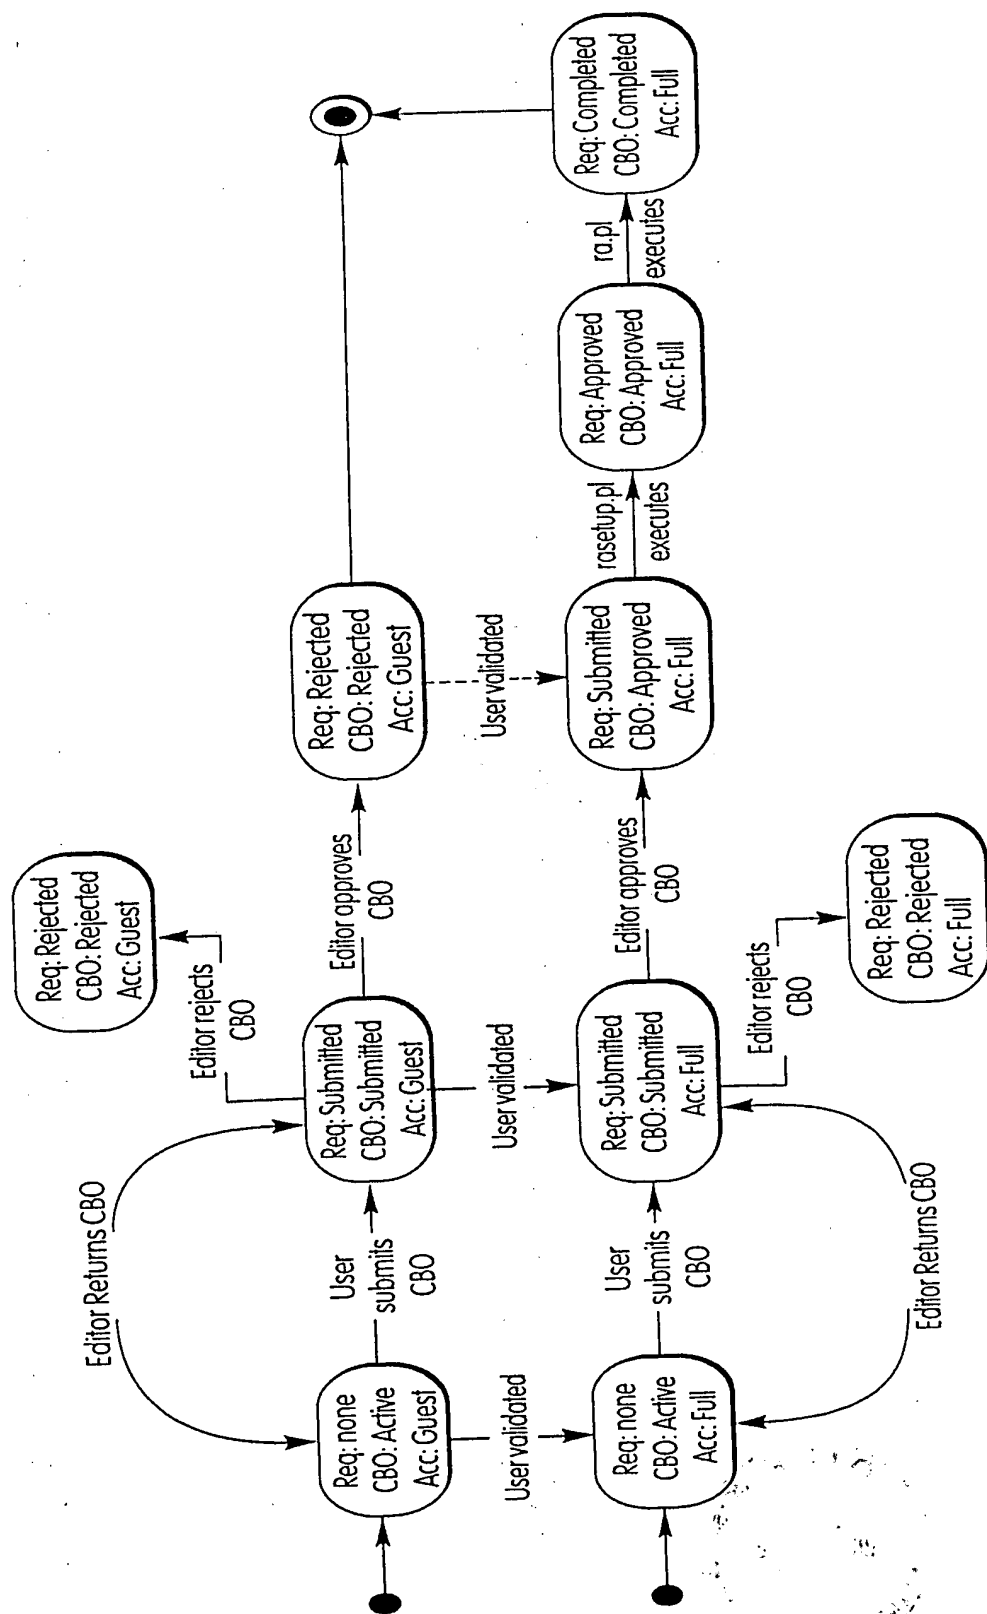 Editor Returns CBO
Req: none
CBO: Active
Acc: Guest
User
submits
CBO
Req: Submitted
CBO: Submitted
Acc: Guest
Editor rejects
CBO
Req: Rejected
CBO: Rejected
Acc: Guest
Editor approves
CBO
Req: Rejected
CBO: Rejected
Acc: Guest
User validated
User validated
User validated
Req: none
CBO: Active
Acc: Full
User
submits
CBO
Req: Submitted
CBO: Submitted
Acc: Full
Editor approves
CBO
Req: Submitted
CBO: Approved
Acc: Full
rasetup.pl
executes
Req: Approved
CBO: Approved
Acc: Full
ra.pl
executes
Req: Completed
CBO: Completed
Acc: Full
Editor rejects
CBO
Req: Rejected
CBO: Rejected
Acc: Full
Editor Returns CBO